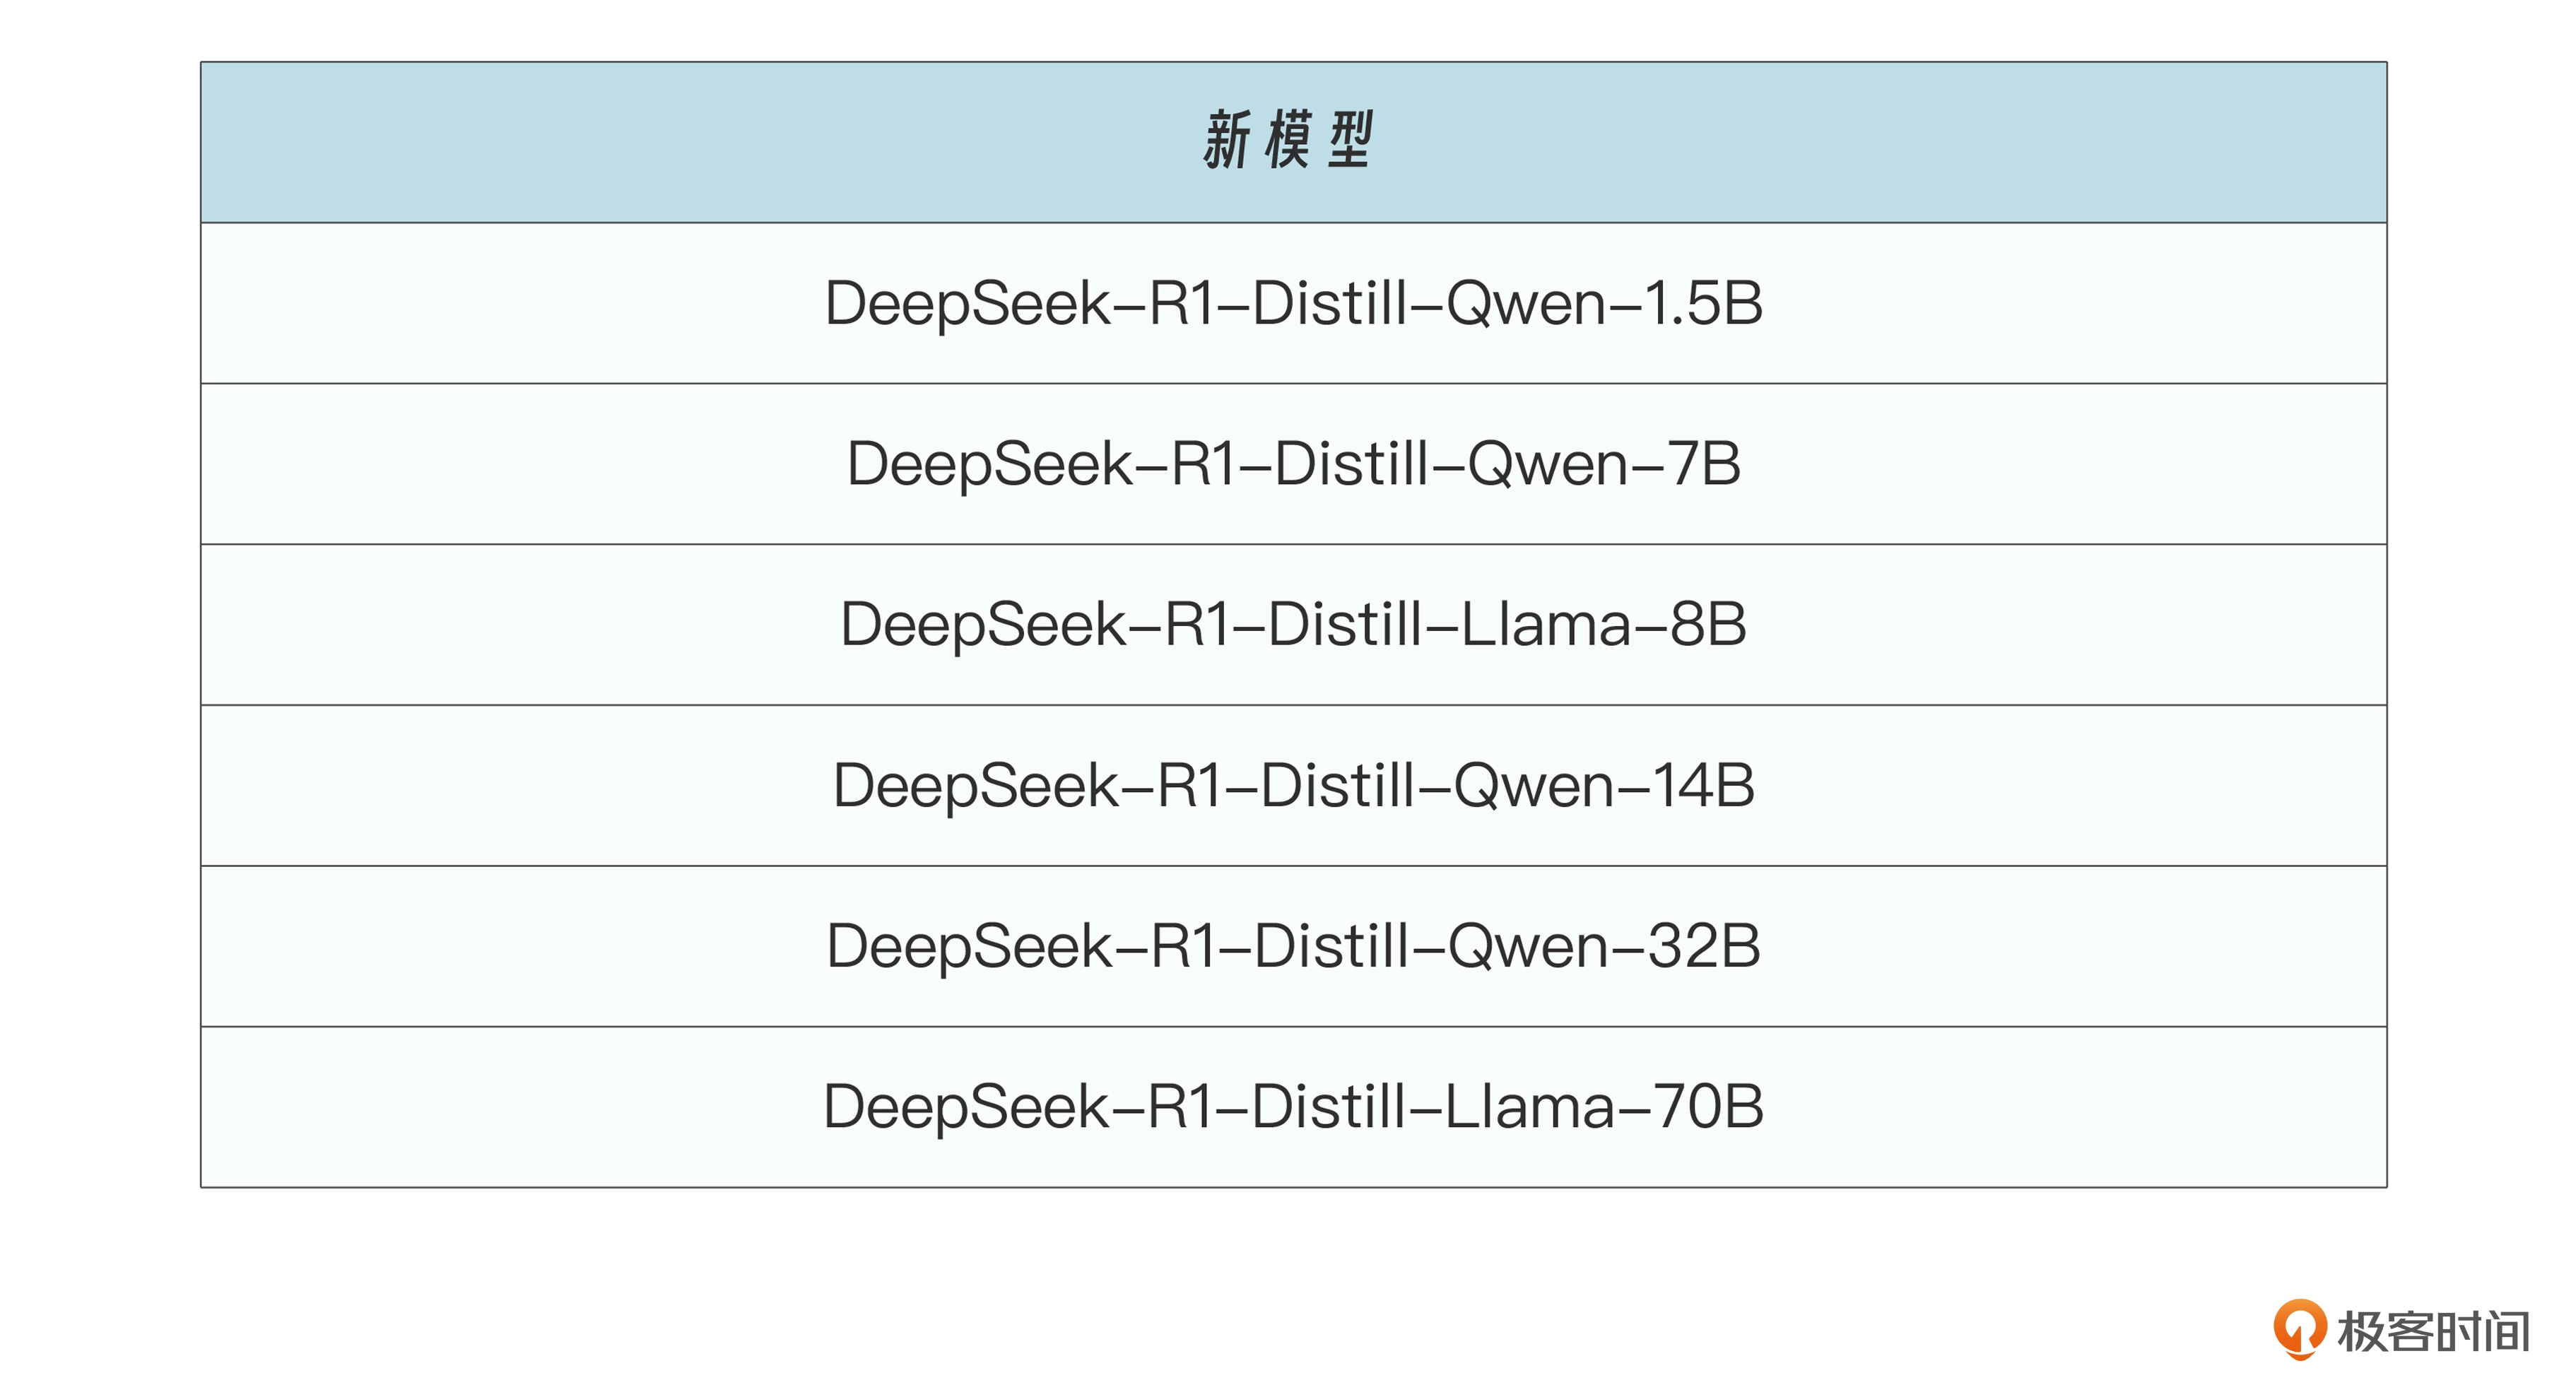 新模型
DeepSeek–R1–Distill–Qwen–1.5B
DeepSeek–R1–Distill–Qwen–7B
DeepSeek–R1–Distill–Llama–8B
DeepSeek–R1–Distill–Qwen–14B
DeepSeek–R1–Distill–Qwen–32B
DeepSeek–R1–Distill–Llama–70B
极客时间